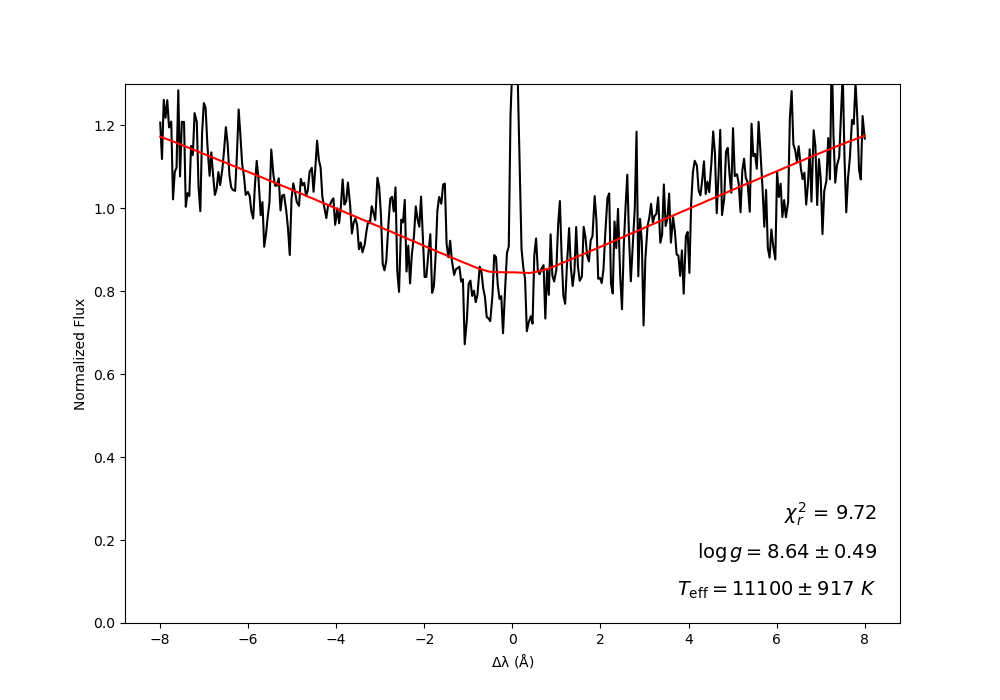 1.2
1.0
0.8
0.6
0.4
0.2
0.0
Normalized Flux
χ²ᵣ = 9.72
log g = 8.64 ± 0.49
T_eff = 11100 ± 917 K
−8 −6 −4 −2 0 2 4 6 8
Δλ (Å)